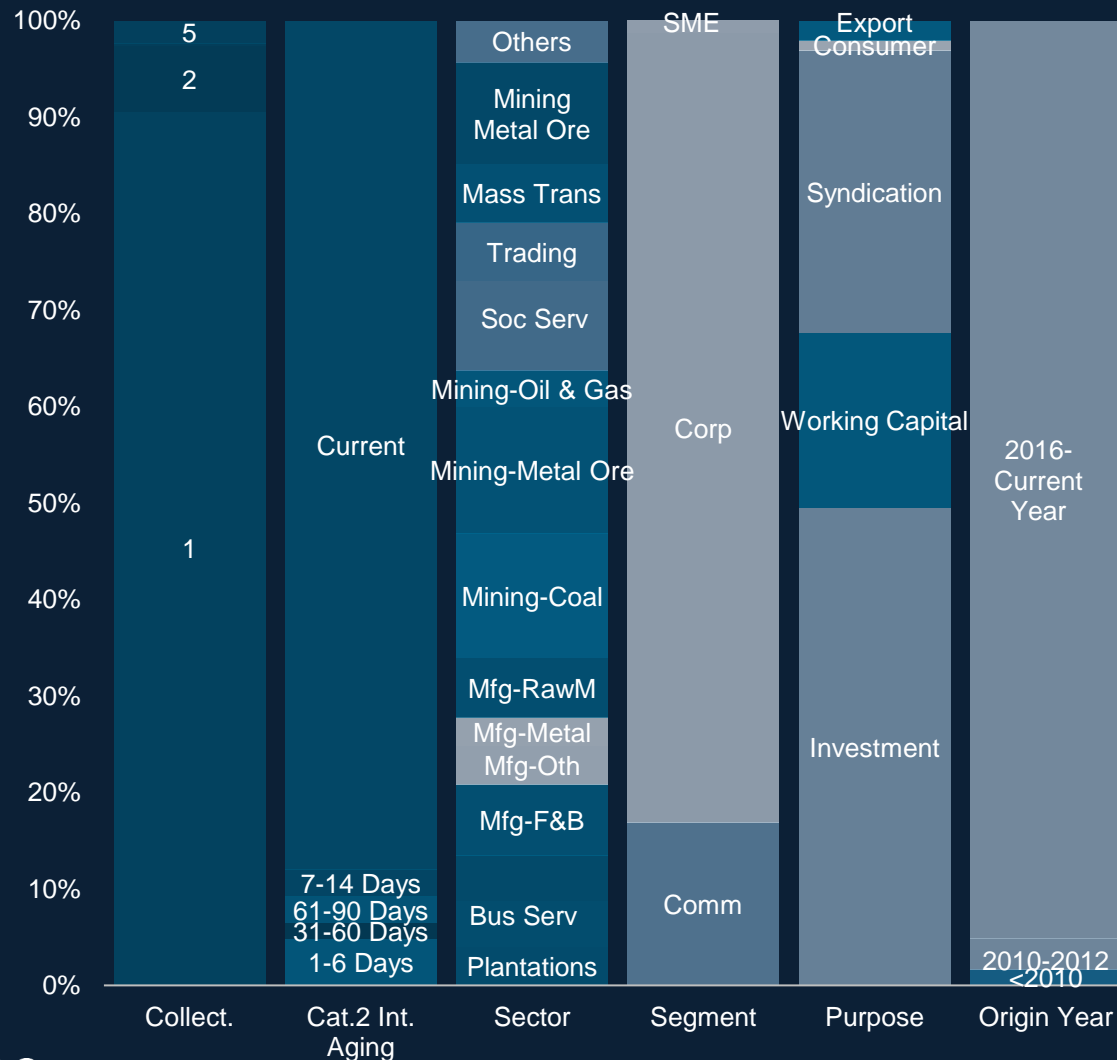 100%
90%
80%
70%
60%
50%
40%
30%
20%
10%
0%
5
2
1
Collect.
Current
7-14 Days
61-90 Days
31-60 Days
1-6 Days
Cat.2 Int.
Aging
Others
Mining
Metal Ore
Mass Trans
Trading
Soc Serv
Mining-Oil & Gas
Mining-Metal Ore
Mining-Coal
Mfg-RawM
Mfg-Metal
Mfg-Oth
Mfg-F&B
Bus Serv
Plantations
Sector
SME
Corp
Comm
Segment
Export
Consumer
Syndication
Working Capital
Investment
Purpose
2016-
Current
Year
2010-2012
<2010
Origin Year